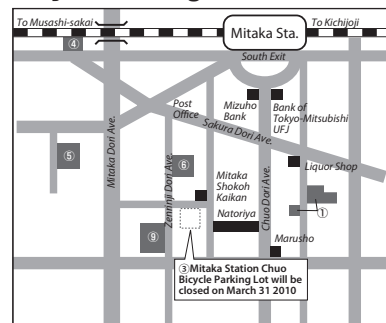 To Musashi-sakai
Mitaka Sta.
To Kichijoji
④
South Exit
Post
Office
Mizuho
Bank
Bank of
Tokyo-Mitsubishi
UFJ
Sakura Dori Ave.
Liquor Shop
⑤
Mitaka Dori Ave.
⑥
Zenrinji Dori Ave.
Mitaka
Shokoh
Kaikan
Chuo Dori Ave.
①
Natoriya
⑨
Marusho
③Mitaka Station Chuo
Bicycle Parking Lot will be
closed on March 31 2010